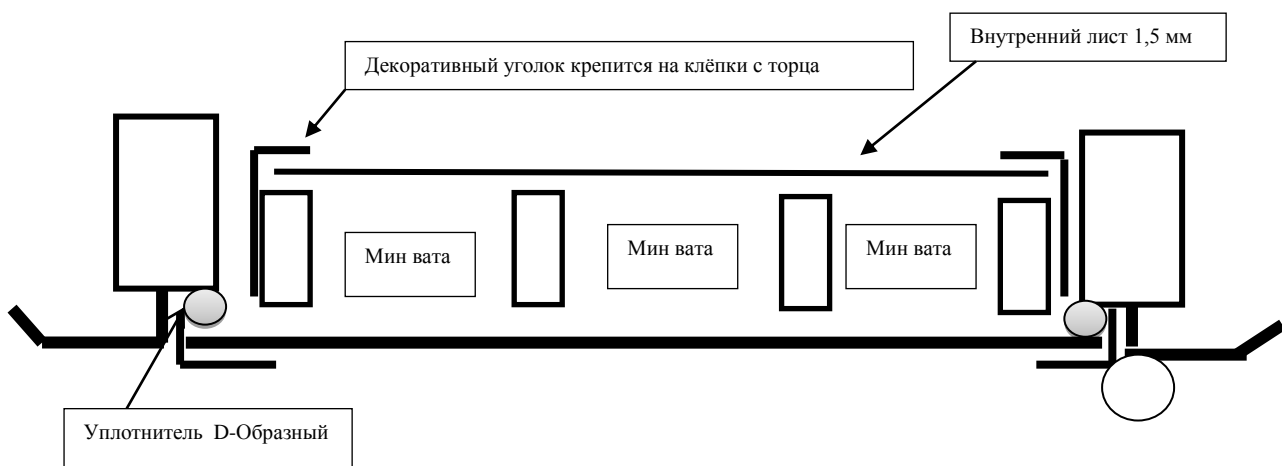 Внутренний лист 1,5 мм
Декоративный уголок крепится на клёпки с торца
Мин вата
Мин вата
Мин вата
Уплотнитель  D-Образный